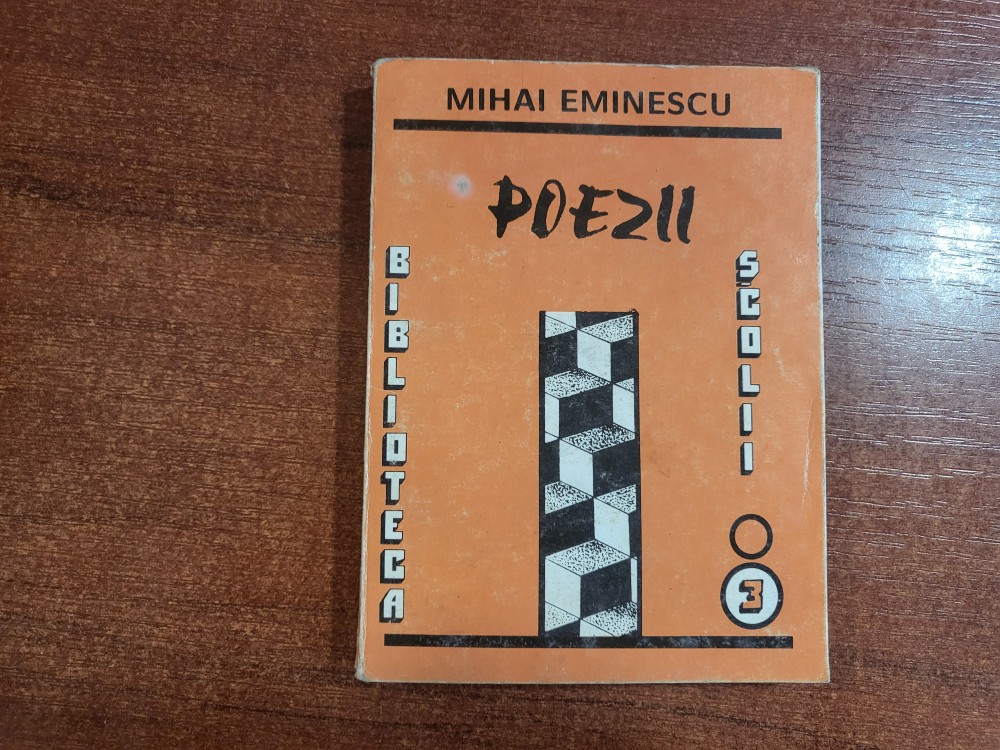 MIHAI EMINESCU
POEZII
BIBLIOTECA
ȘCOLII
3